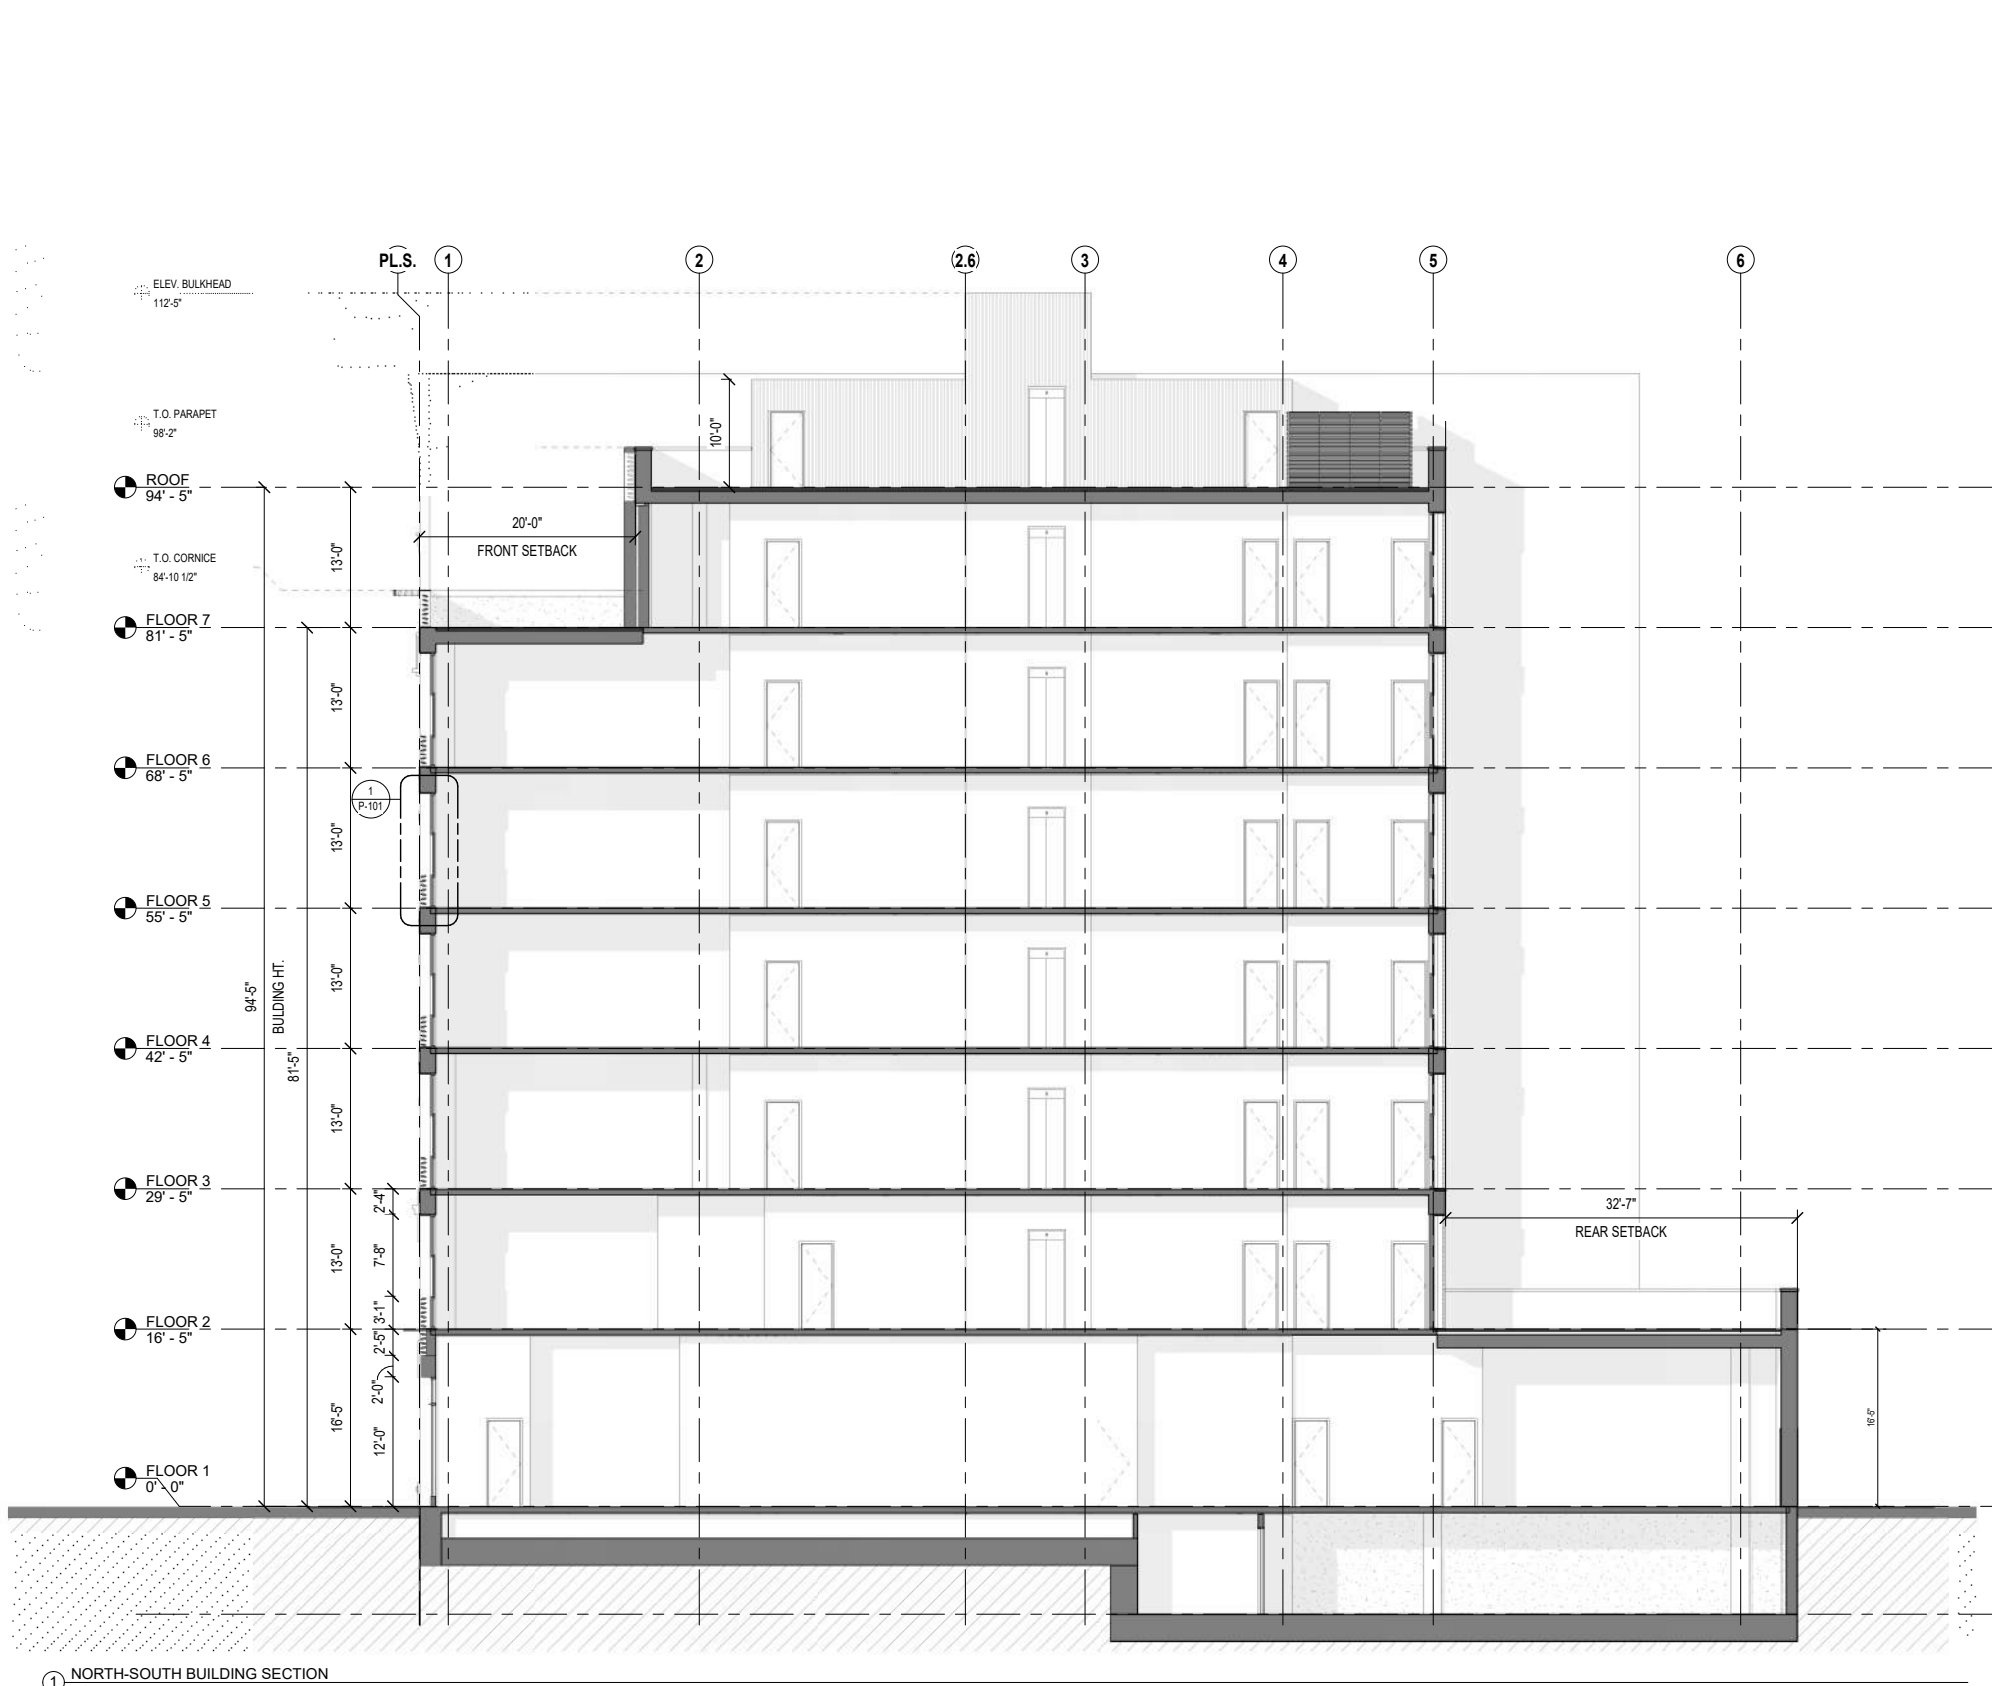 PL.S.
1
2
2.6
3
4
5
6
ELEV. BULKHEAD
112'-5"
T.O. PARAPET
98'-2"
10'-0"
ROOF
94' - 5"
20'-0"
FRONT SETBACK
13'-0"
T.O. CORNICE
84'-10 1/2"
FLOOR 7
81' - 5"
13'-0"
FLOOR 6
68' - 5"
1
P-101
13'-0"
FLOOR 5
55' - 5"
94'-5"
BUILDING HT.
13'-0"
FLOOR 4
42' - 5"
81'-5"
13'-0"
FLOOR 3
29' - 5"
2'-4"
32'-7"
REAR SETBACK
13'-0"
7'-8"
3'-1"
FLOOR 2
16' - 5"
2'-5"
2'-0"
16'-5"
12'-0"
16'-5"
FLOOR 1
0' - 0"
1
NORTH-SOUTH BUILDING SECTION